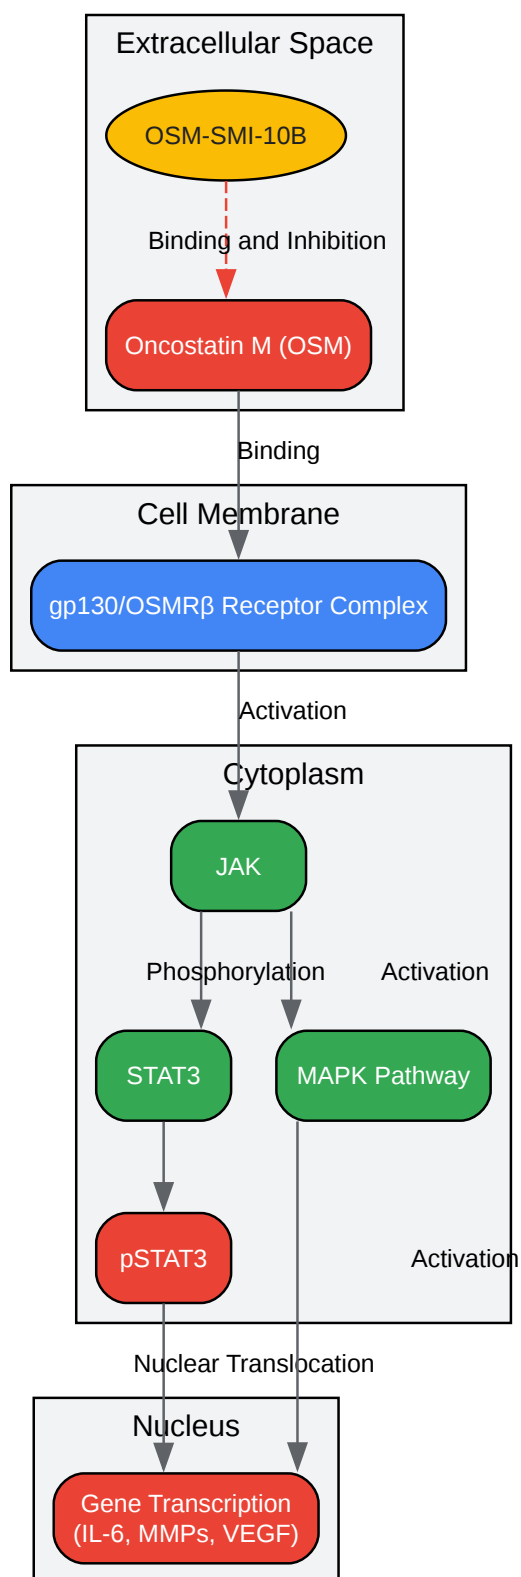 Extracellular Space
OSM-SMI-10B
Binding and Inhibition
Oncostatin M (OSM)
Binding
Cell Membrane
gp130/OSMRβ Receptor Complex
Activation
Cytoplasm
JAK
Phosphorylation
Activation
STAT3
MAPK Pathway
pSTAT3
Activation
Nuclear Translocation
Nucleus
Gene Transcription
(IL-6, MMPs, VEGF)